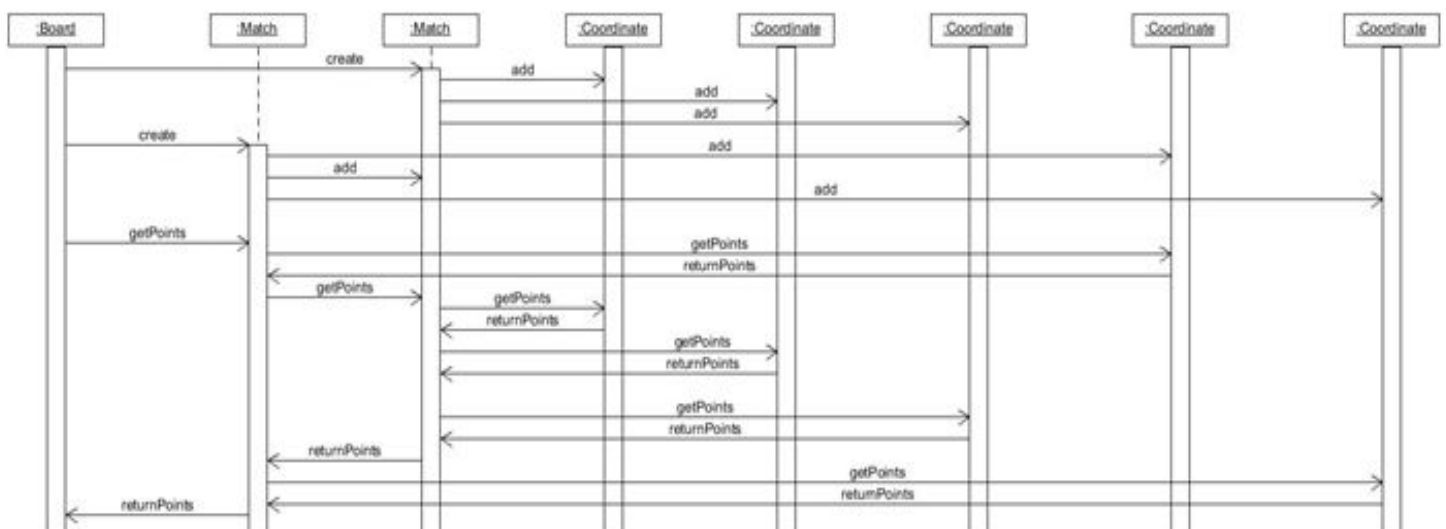 :Board :Match :Match :Coordinate :Coordinate :Coordinate :Coordinate :Coordinate
create
add
add
add
create
add
add
add
getPoints
getPoints
returnPoints
getPoints
getPoints
returnPoints
getPoints
returnPoints
getPoints
returnPoints
returnPoints
getPoints
returnPoints
returnPoints